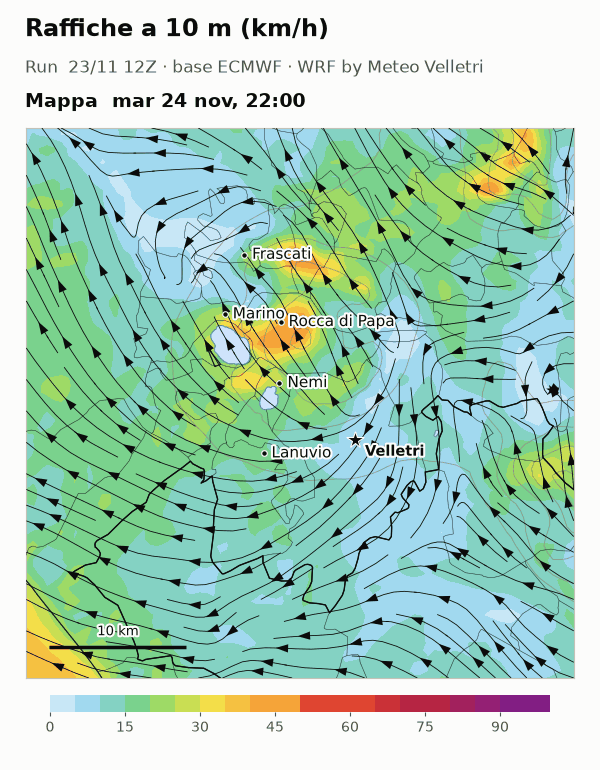 Raffiche a 10 m (km/h)
Run  23/11 12Z · base ECMWF · WRF by Meteo Velletri
Mappa  mar 24 nov, 22:00
Frascati
Marino
Rocca di Papa
Nemi
Lanuvio
Velletri
10 km
0 15 30 45 60 75 90